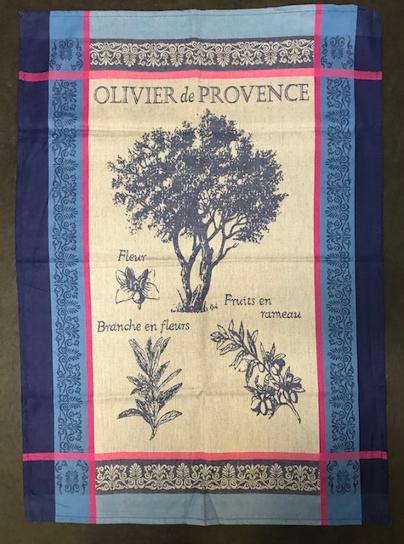 OLIVIER de PROVENCE
Fleur
Fruits en
rameau
Branche en fleurs